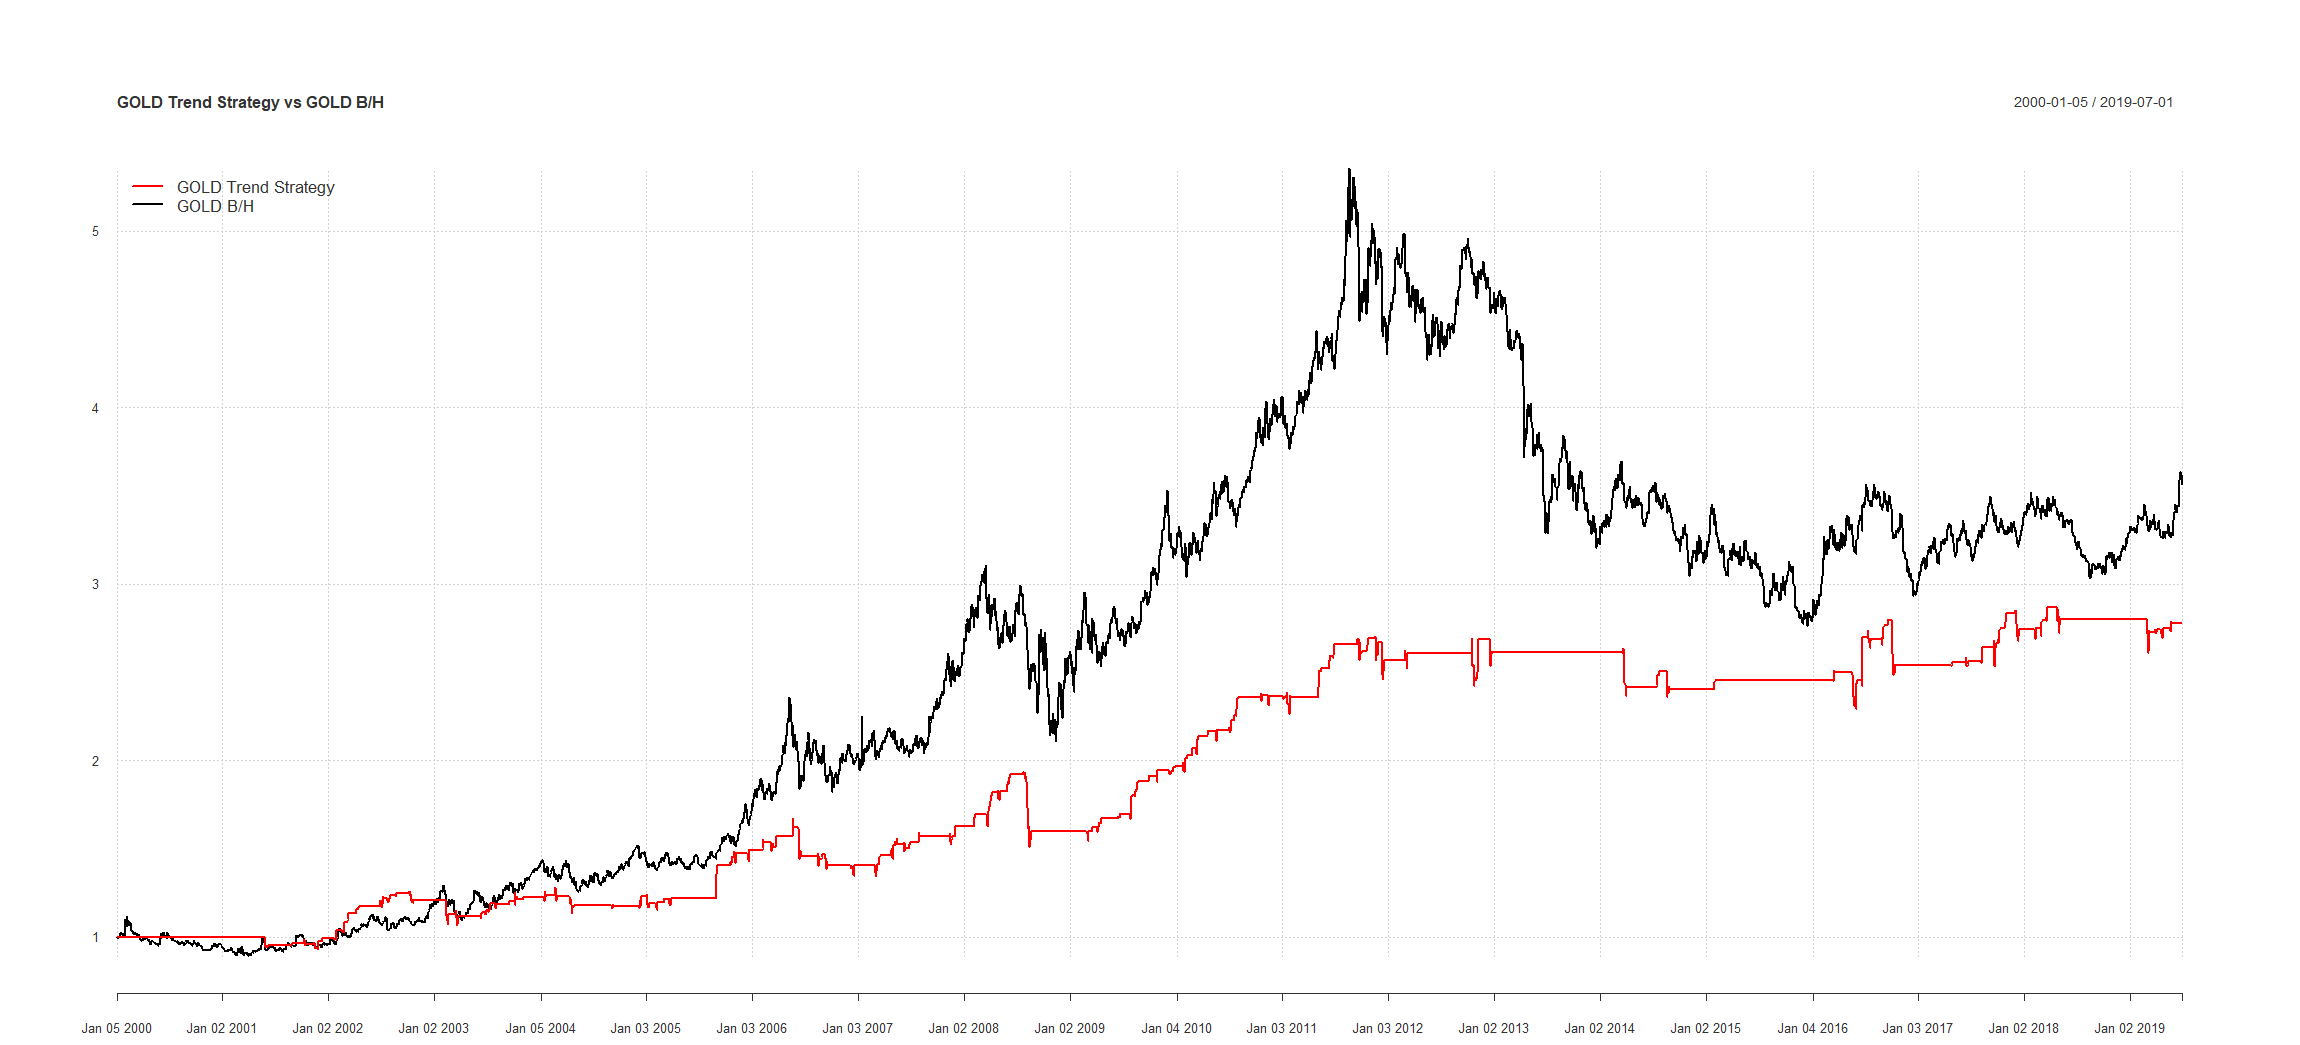 GOLD Trend Strategy vs GOLD B/H
2000-01-05 / 2019-07-01
GOLD Trend Strategy
GOLD B/H
5
4
3
2
1
Jan 05 2000 Jan 02 2001 Jan 02 2002 Jan 02 2003 Jan 05 2004 Jan 03 2005 Jan 03 2006 Jan 03 2007 Jan 02 2008 Jan 02 2009 Jan 04 2010 Jan 03 2011 Jan 03 2012 Jan 02 2013 Jan 02 2014 Jan 02 2015 Jan 04 2016 Jan 03 2017 Jan 02 2018 Jan 02 2019